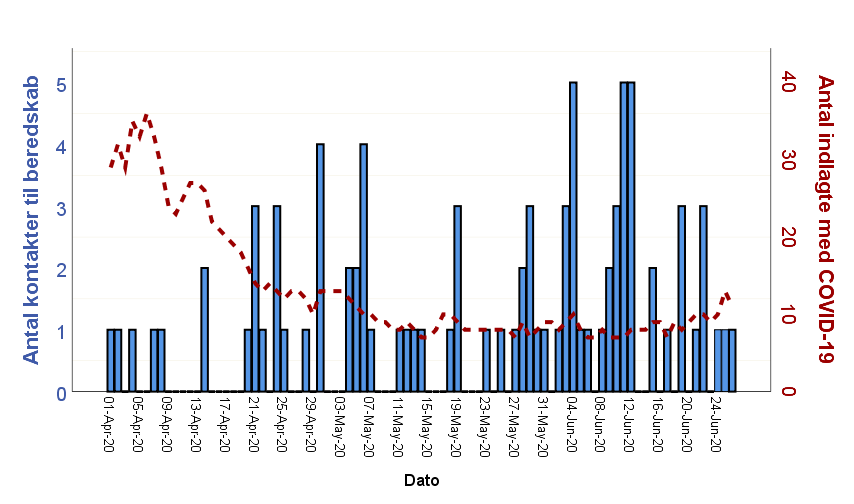 Antal kontakter til beredskab
5
4
3
2
1
0
40
30
20
10
0
Antal indlagte med COVID-19
01-Apr-20
05-Apr-20
09-Apr-20
13-Apr-20
17-Apr-20
21-Apr-20
25-Apr-20
29-Apr-20
03-May-20
07-May-20
11-May-20
15-May-20
19-May-20
23-May-20
27-May-20
31-May-20
04-Jun-20
08-Jun-20
12-Jun-20
16-Jun-20
20-Jun-20
24-Jun-20
Dato